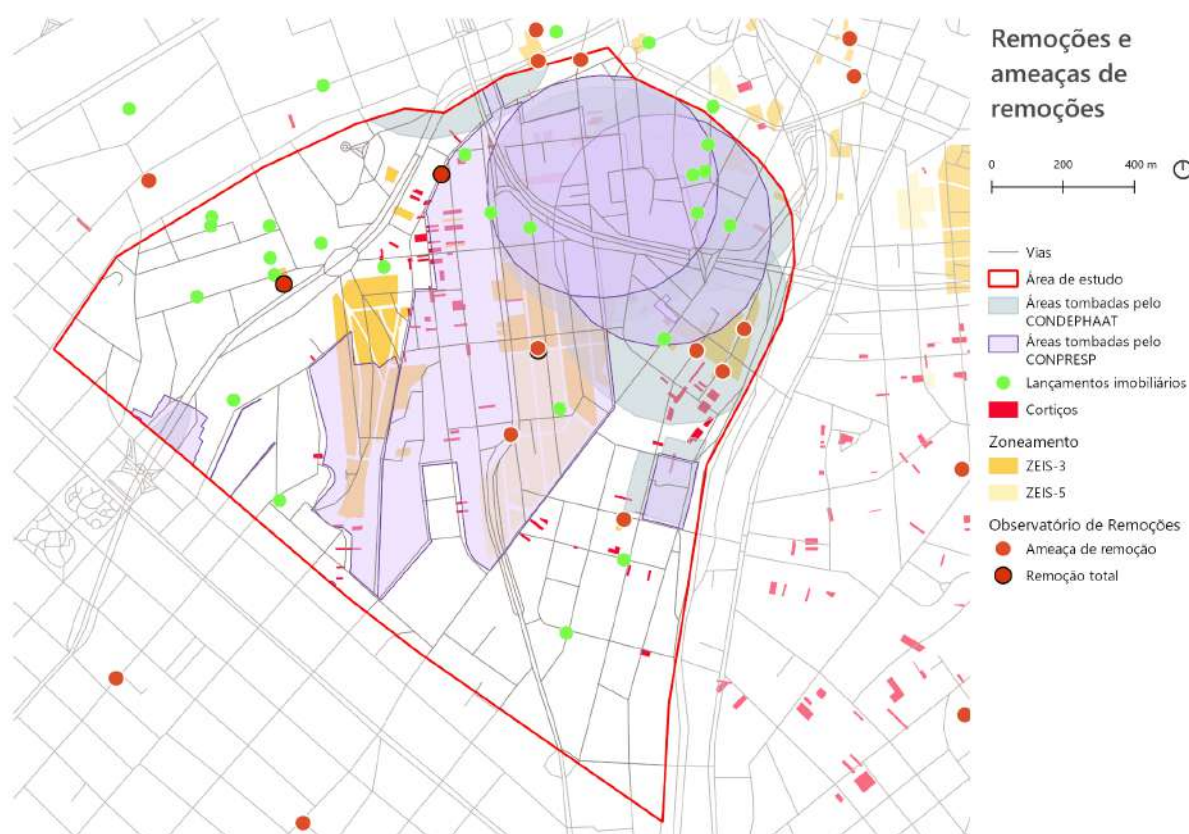 Remoções e
ameaças de
remoções
0 200 400 m
Vias
Área de estudo
Áreas tombadas pelo
CONDEPHAAT
Áreas tombadas pelo
CONPRESP
Lançamentos imobiliários
Cortiços
Zoneamento
ZEIS-3
ZEIS-5
Observatório de Remoções
Ameaça de remoção
Remoção total